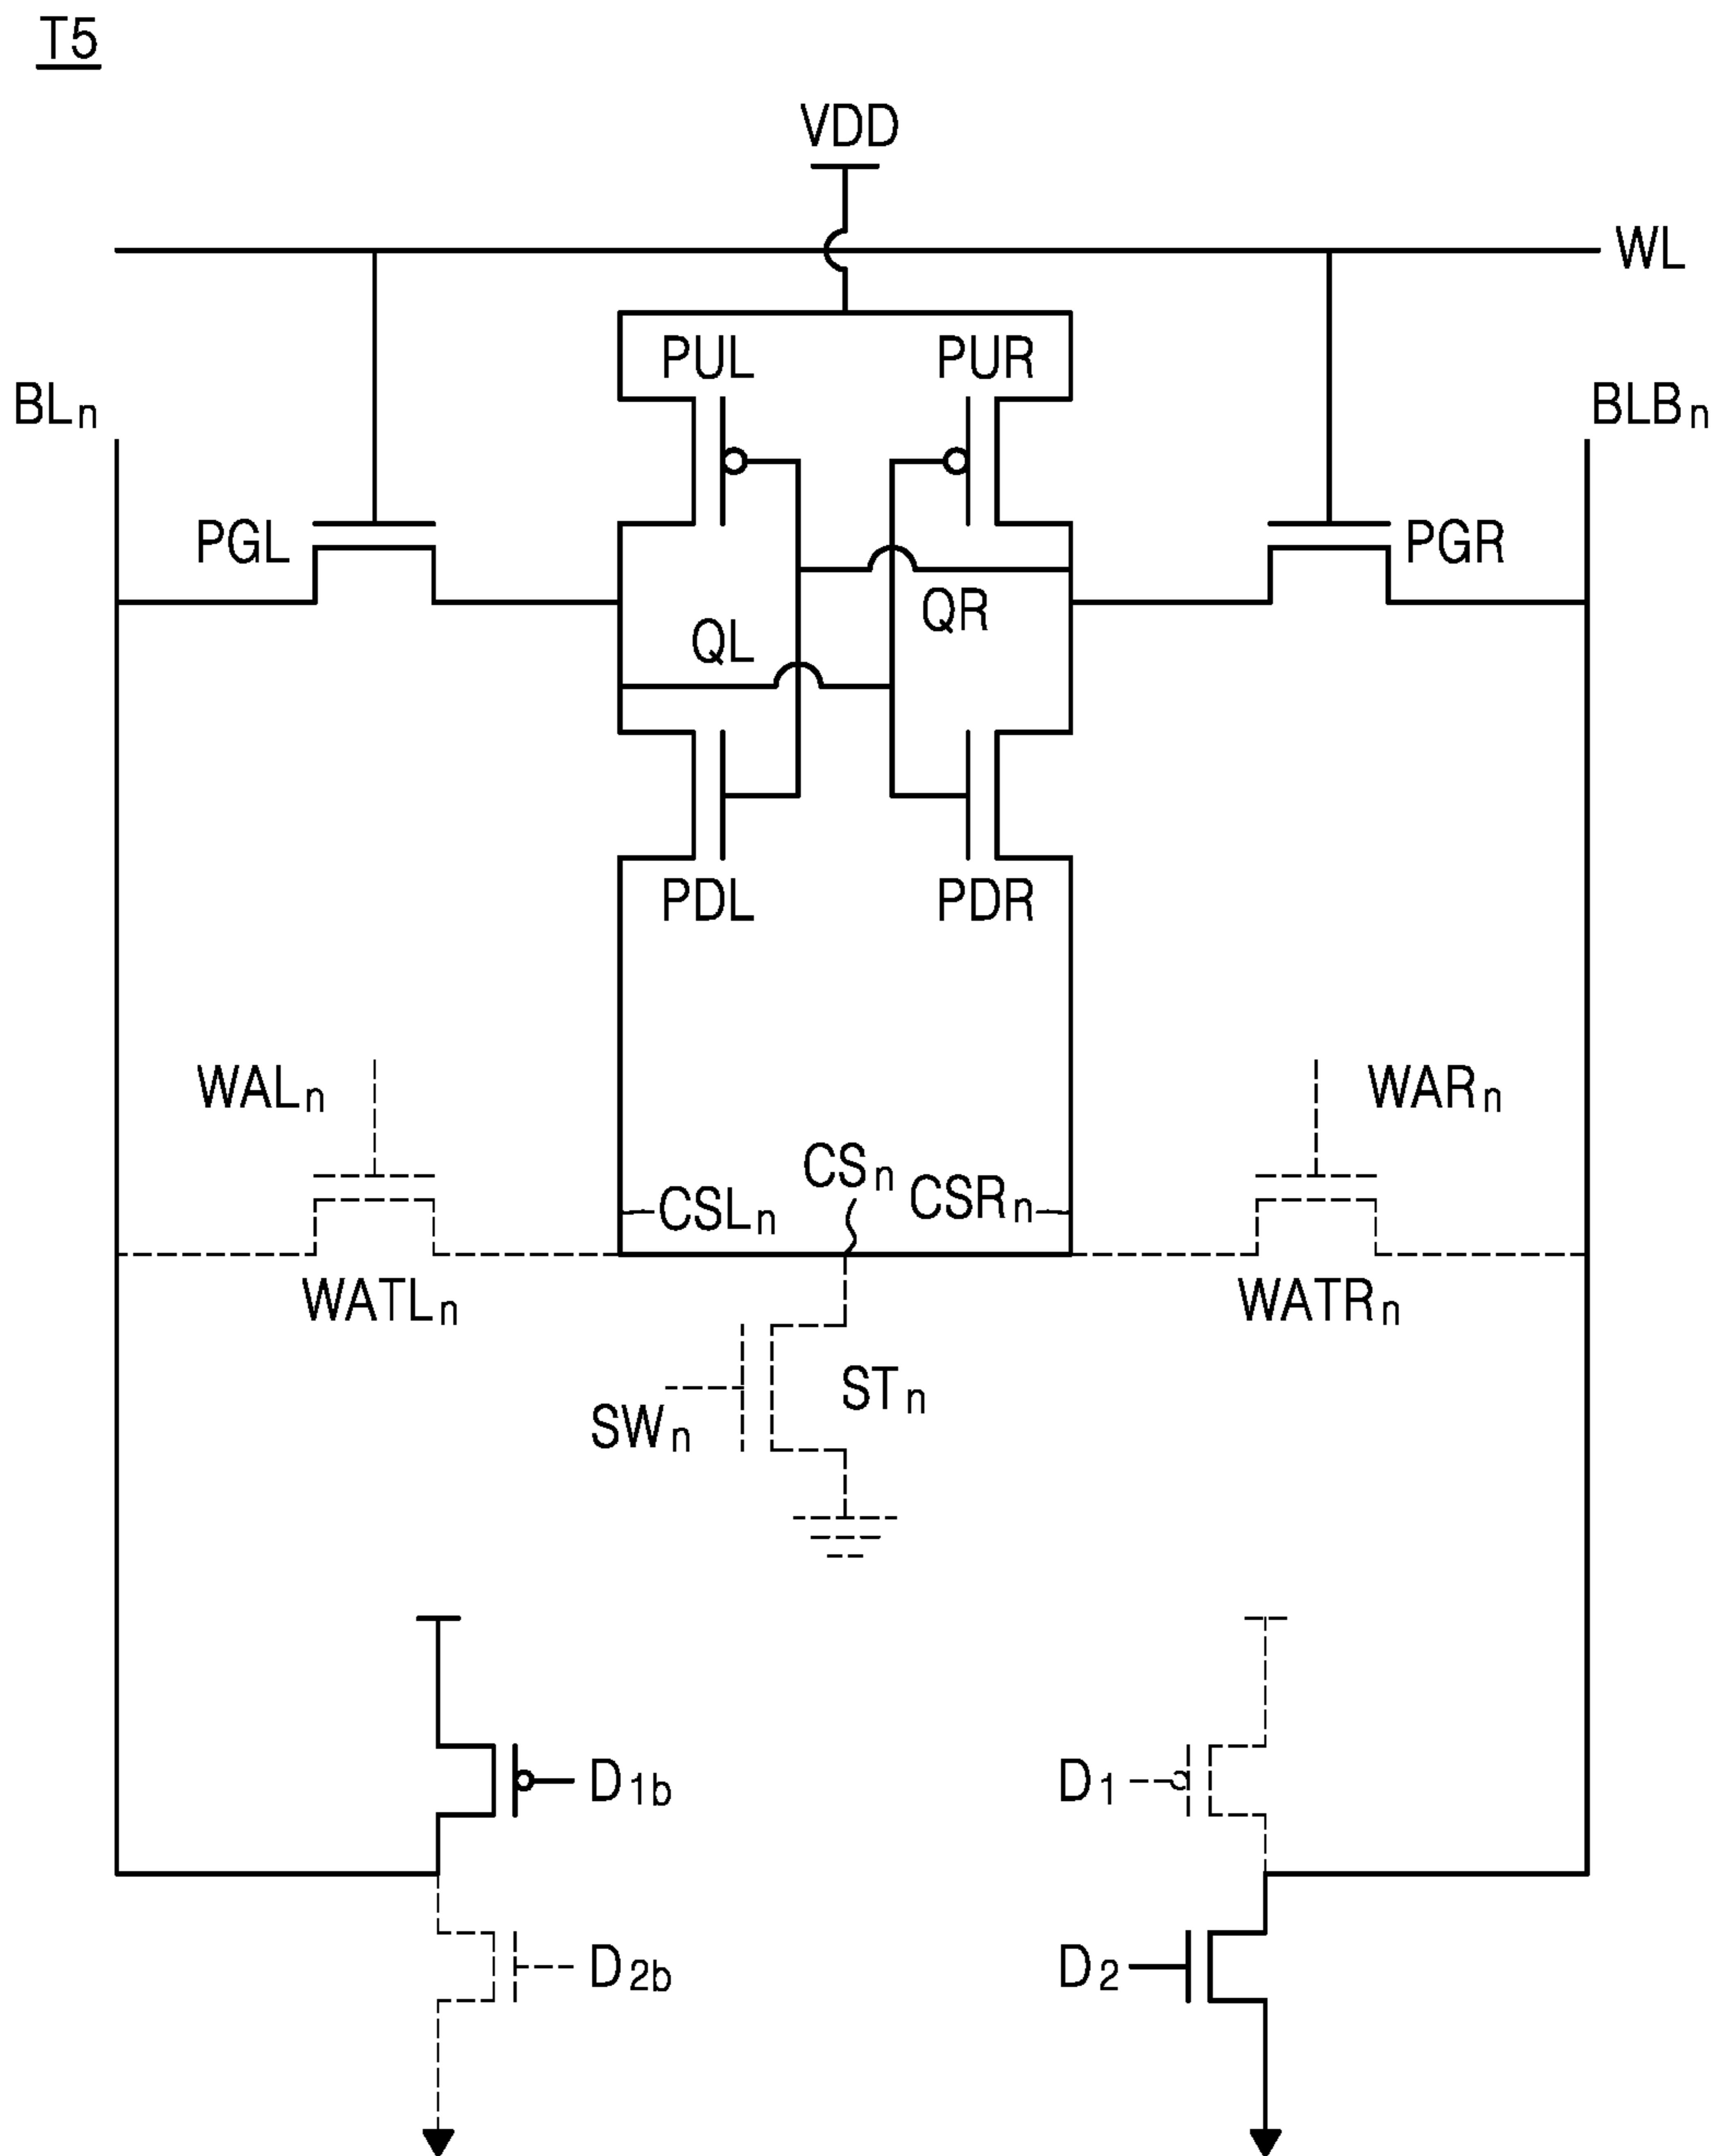 T5
VDD
WL
PUL PUR
BLn BLBn
PGL PGR
QR
QL
PDL PDR
WALn WARn
CSn
CSLn CSRn
WATLn WATRn
STn
SWn
D1b D1
D2b D2